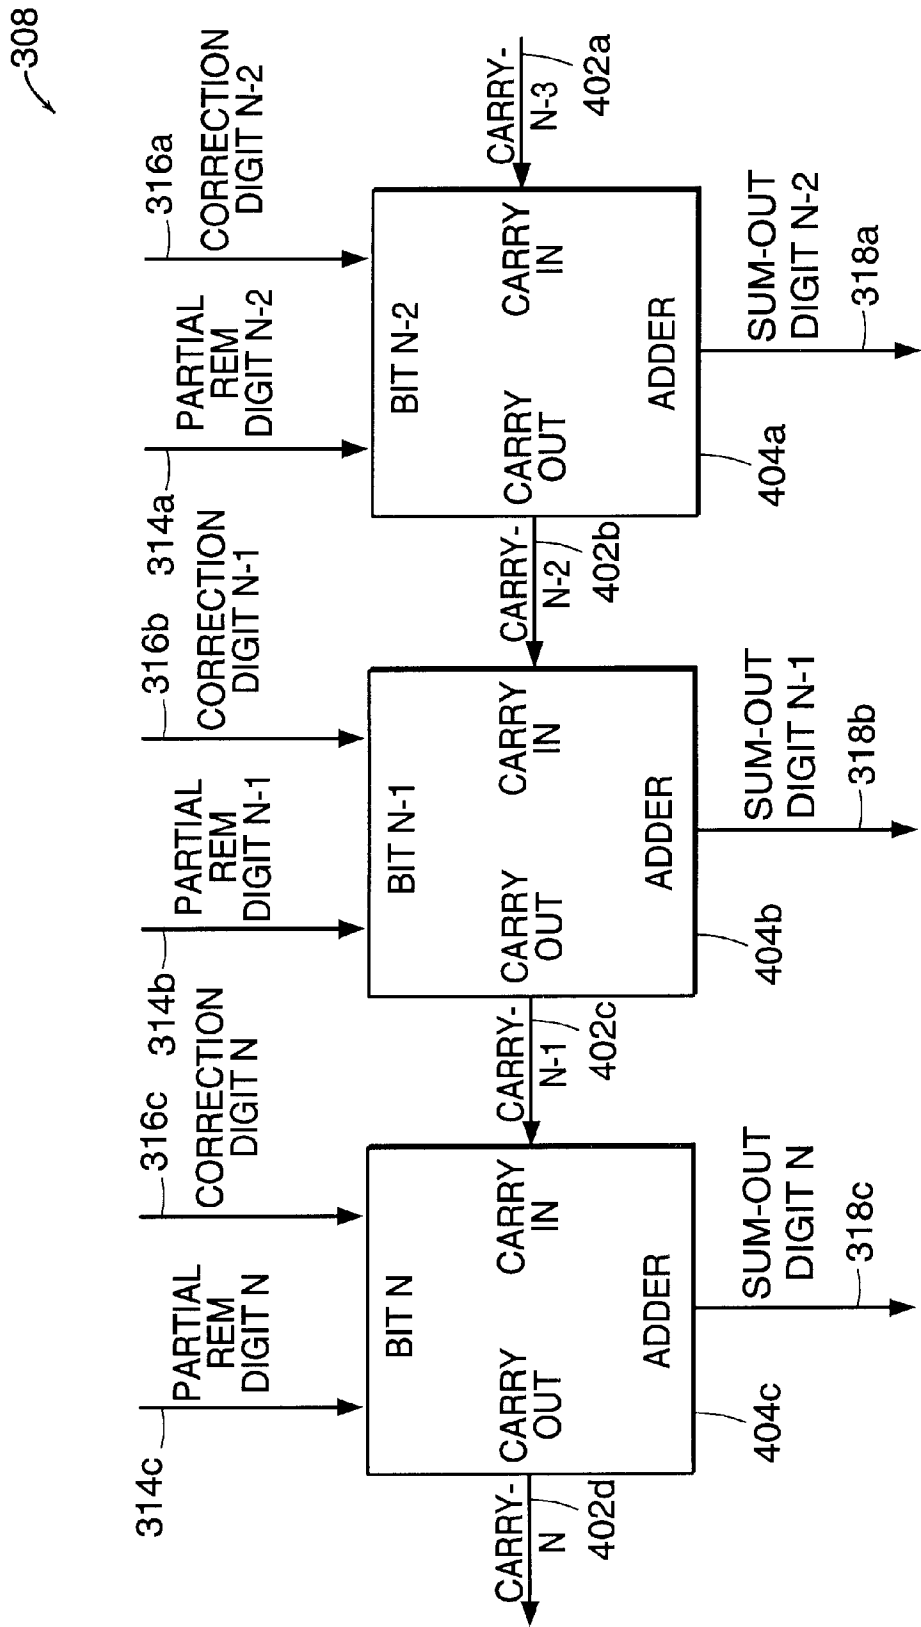 308
314c
PARTIAL
REM
DIGIT N
316c
CORRECTION
DIGIT N
314b
PARTIAL
REM
DIGIT N-1
316b
CORRECTION
DIGIT N-1
314a
PARTIAL
REM
DIGIT N-2
316a
CORRECTION
DIGIT N-2
CARRY-
N
402d
BIT N
CARRY
OUT
CARRY
IN
ADDER
404c
CARRY-
N-1
402c
BIT N-1
CARRY
OUT
CARRY
IN
ADDER
404b
CARRY-
N-2
402b
BIT N-2
CARRY
OUT
CARRY
IN
ADDER
404a
CARRY-
N-3
402a
SUM-OUT
DIGIT N
318c
SUM-OUT
DIGIT N-1
318b
SUM-OUT
DIGIT N-2
318a